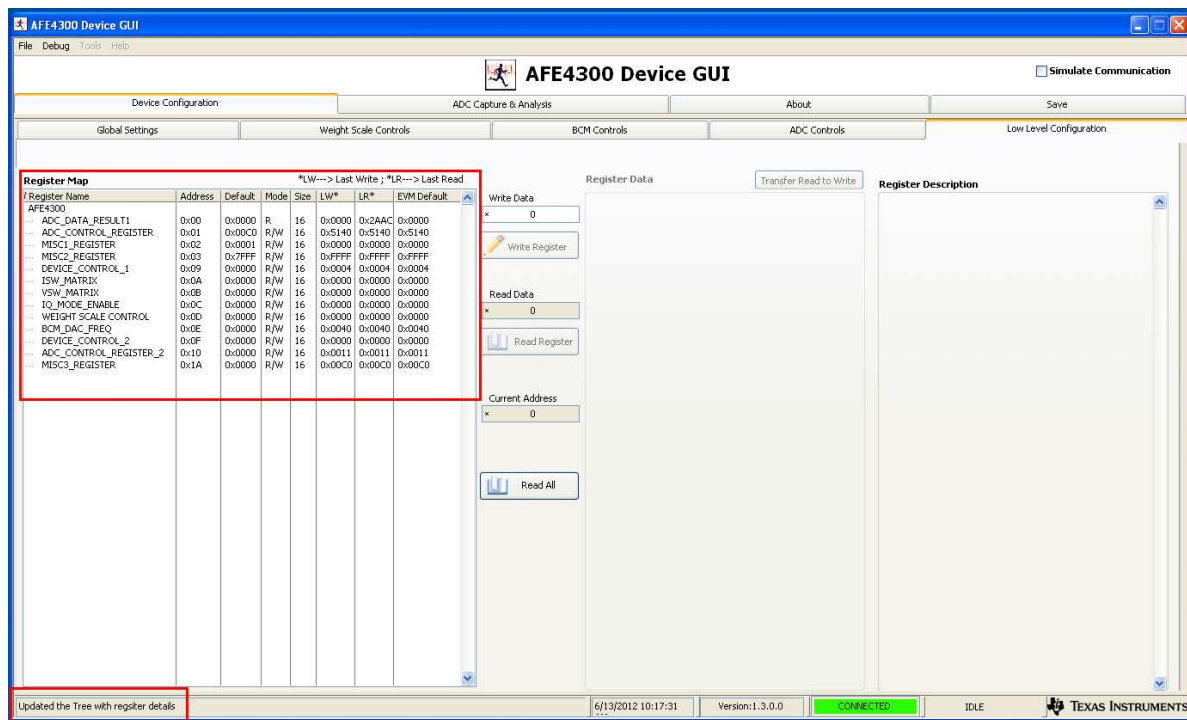 AFE4300 Device GUI
File Debug Tools Help
AFE4300 Device GUI
Simulate Communication
Device Configuration ADC Capture & Analysis About Save
Global Settings Weight Scale Controls BCM Controls ADC Controls Low Level Configuration
Register Map *LW---> Last Write ; *LR---> Last Read
/ Register Name Address Default Mode Size LW* LR* EVM Default
AFE4300
ADC_DATA_RESULT1 0x00 0x0000 R 16 0x0000 0x2AAC 0x0000
ADC_CONTROL_REGISTER 0x01 0x00C0 R/W 16 0x5140 0x5140 0x5140
MISC1_REGISTER 0x02 0x0001 R/W 16 0x0000 0x0000 0x0000
MISC2_REGISTER 0x03 0x7FFF R/W 16 0xFFFF 0xFFFF 0xFFFF
DEVICE_CONTROL_1 0x09 0x0000 R/W 16 0x0004 0x0004 0x0004
ISW_MATRIX 0x0A 0x0000 R/W 16 0x0000 0x0000 0x0000
VSW_MATRIX 0x0B 0x0000 R/W 16 0x0000 0x0000 0x0000
IQ_MODE_ENABLE 0x0C 0x0000 R/W 16 0x0000 0x0000 0x0000
WEIGHT SCALE CONTROL 0x0D 0x0000 R/W 16 0x0000 0x0000 0x0000
BCM_DAC_FREQ 0x0E 0x0000 R/W 16 0x0040 0x0040 0x0040
DEVICE_CONTROL_2 0x0F 0x0000 R/W 16 0x0000 0x0000 0x0000
ADC_CONTROL_REGISTER_2 0x10 0x0000 R/W 16 0x0011 0x0011 0x0011
MISC3_REGISTER 0x1A 0x0000 R/W 16 0x00C0 0x00C0 0x00C0
Write Data
x 0
Write Register
Read Data
x 0
Read Register
Current Address
x 0
Read All
Register Data Transfer Read to Write
Register Description
Updated the Tree with regsiter details 6/13/2012 10:17:31 Version:1.3.0.0 CONNECTED IDLE TEXAS INSTRUMENTS